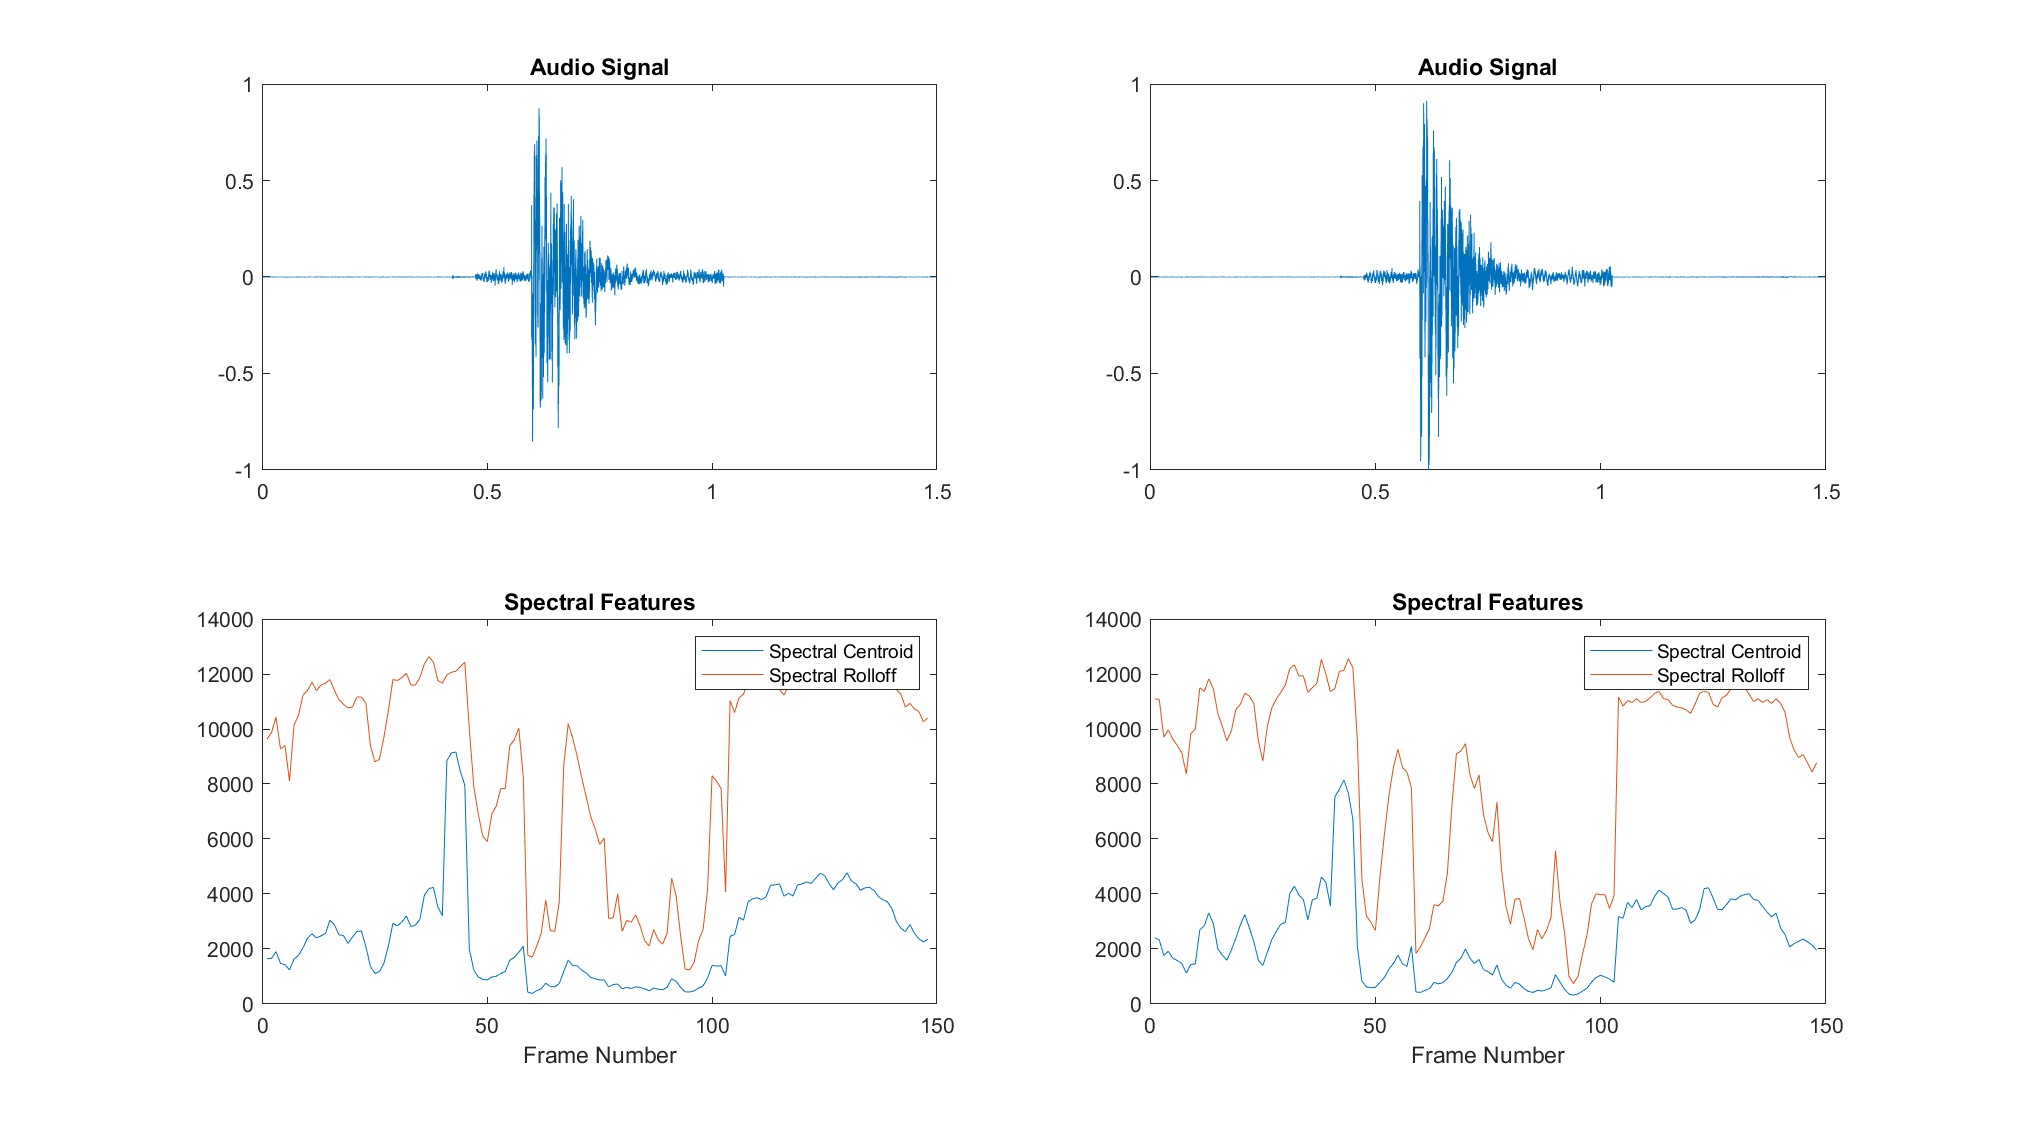 Audio Signal
1
0.5
0
-0.5
-1
0 0.5 1 1.5
Audio Signal
1
0.5
0
-0.5
-1
0 0.5 1 1.5
Spectral Features
14000
12000
10000
8000
6000
4000
2000
0
Spectral Centroid
Spectral Rolloff
0 50 100 150
Frame Number
Spectral Features
14000
12000
10000
8000
6000
4000
2000
0
Spectral Centroid
Spectral Rolloff
0 50 100 150
Frame Number